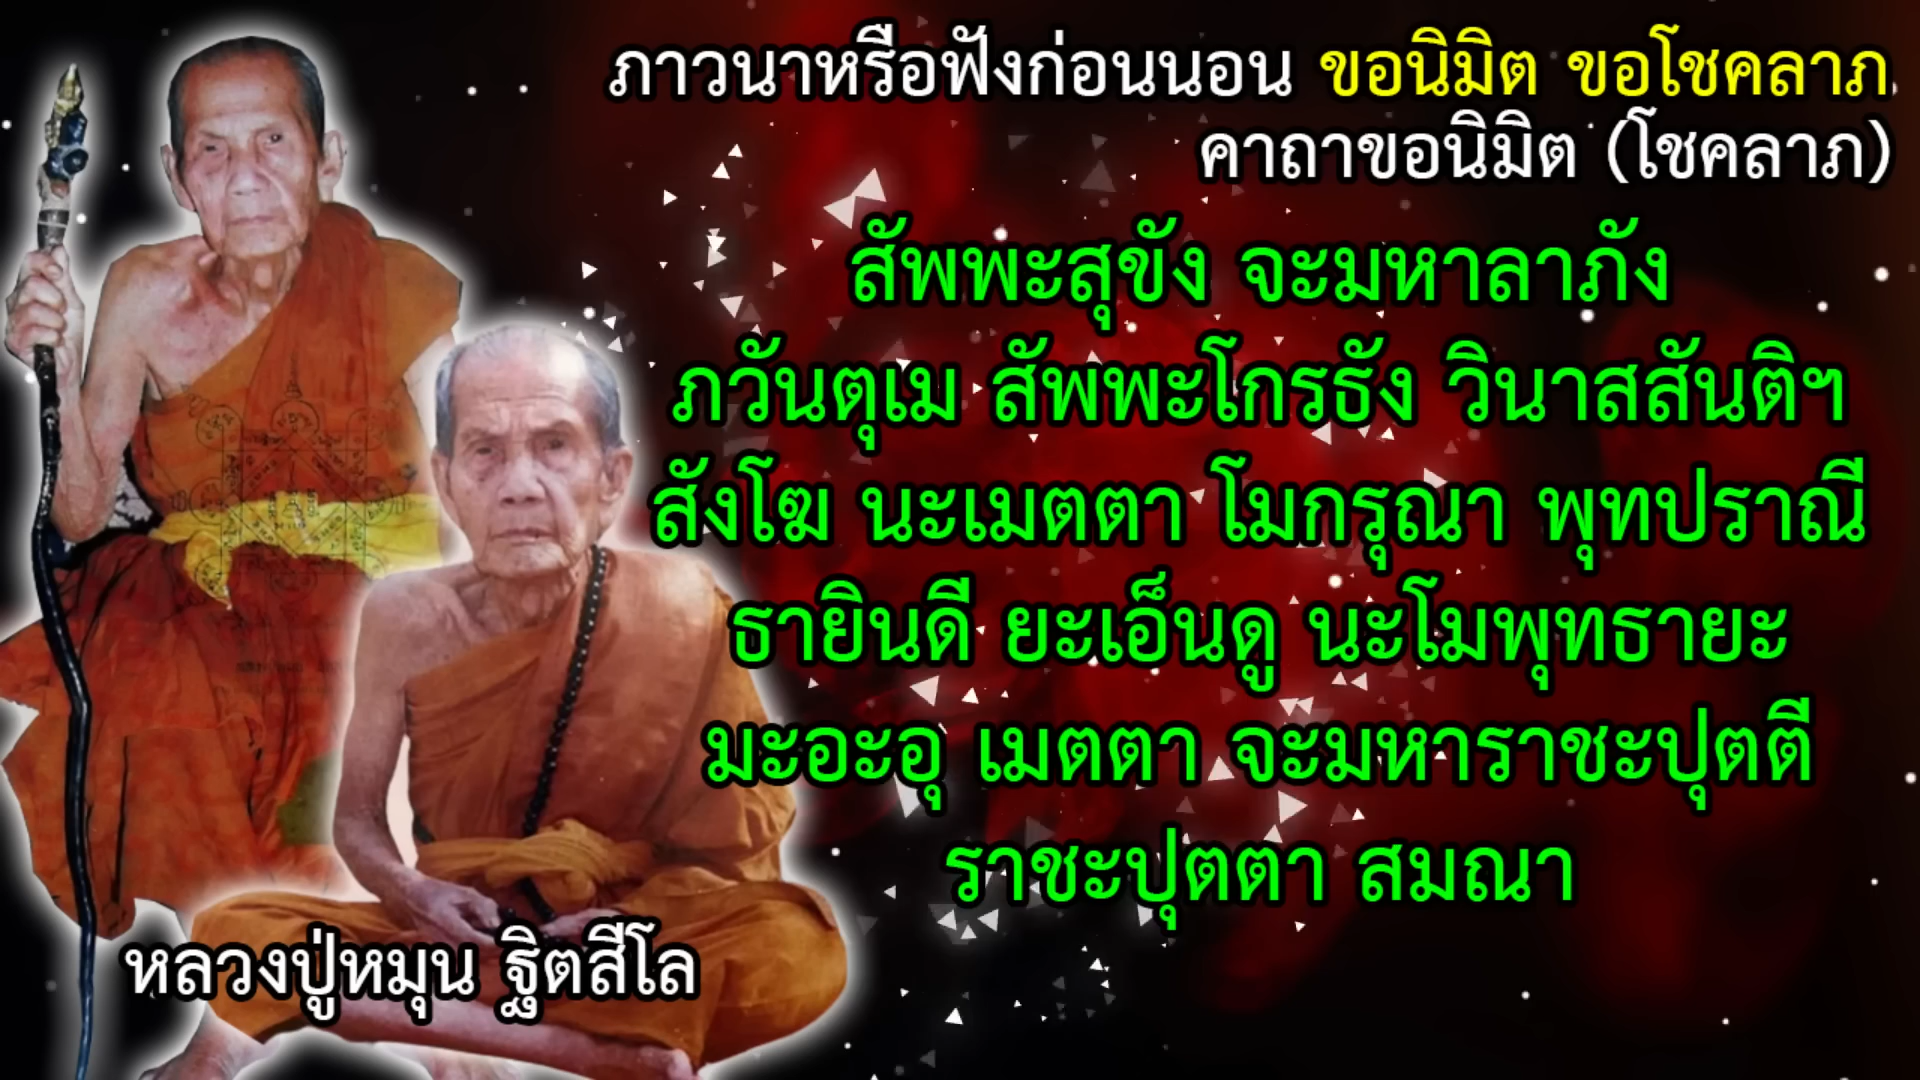 ภาวนาหรือฟังก่อนนอน ขอนิมิต ขอโชคลาภ
คาถาขอนิมิต (โชคลาภ)
สัพพะสุขัง จะมหาลาภัง
ภวันตุเม สัพพะโกรธัง วินาสสันติฯ
สังโฆ นะเมตตา โมกรุณา พุทปราณี
ธายินดี ยะเอ็นดู นะโมพุทธายะ
มะอะอุ เมตตา จะมหาราชะปุตตี
ราชะปุตตา สมณา
หลวงปู่หมุน ฐิตสีโล